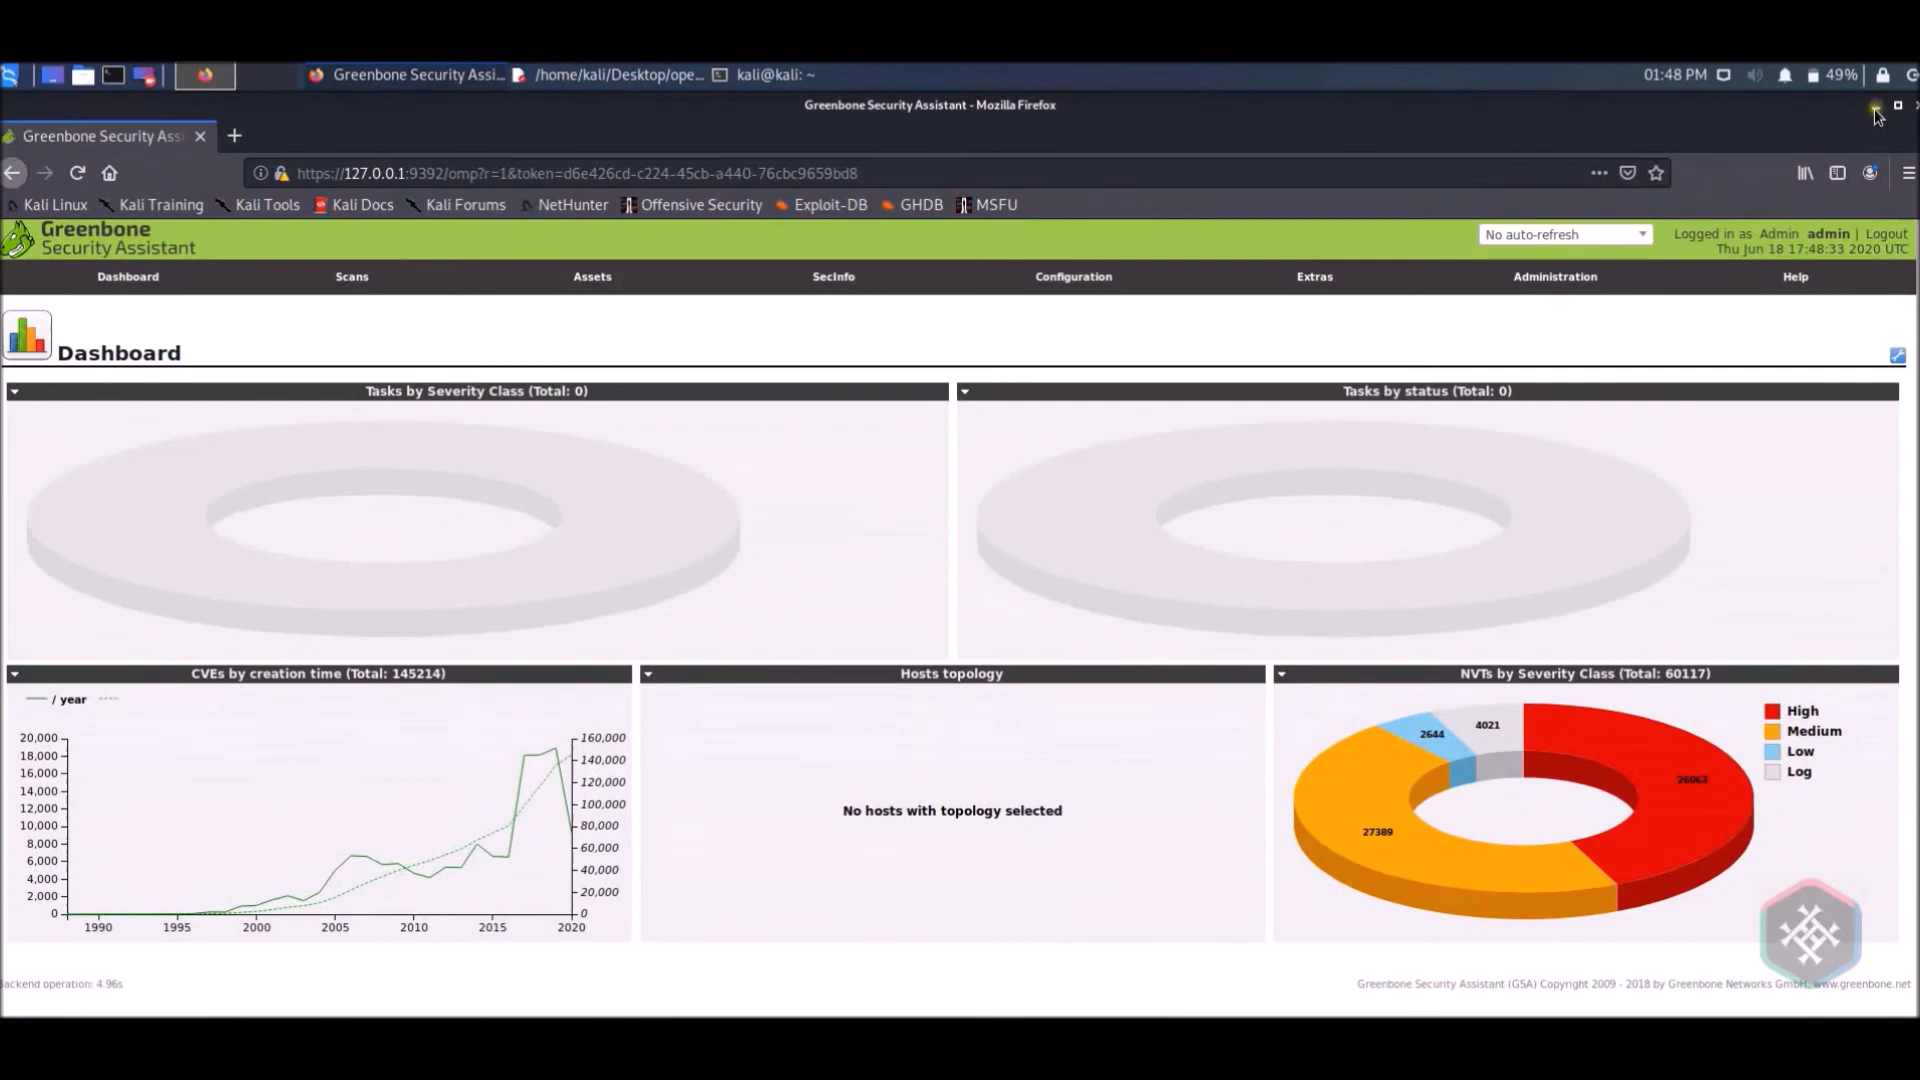 Greenbone Security Assi...
/home/kali/Desktop/ope...
kali@kali: ~
01:48 PM
49%
Greenbone Security Assistant - Mozilla Firefox
Greenbone Security Ass
https://127.0.0.1:9392/omp?r=1&token=d6e426cd-c224-45cb-a440-76cbc9659bd8
Kali Linux
Kali Training
Kali Tools
Kali Docs
Kali Forums
NetHunter
Offensive Security
Exploit-DB
GHDB
MSFU
Greenbone
Security Assistant
No auto-refresh
Logged in as Admin admin | Logout
Thu Jun 18 17:48:33 2020 UTC
Dashboard
Scans
Assets
SecInfo
Configuration
Extras
Administration
Help
Dashboard
Tasks by Severity Class (Total: 0)
Tasks by status (Total: 0)
CVEs by creation time (Total: 145214)
/ year
20,000
18,000
16,000
14,000
12,000
10,000
8,000
6,000
4,000
2,000
0
160,000
140,000
120,000
100,000
80,000
60,000
40,000
20,000
0
1990
1995
2000
2005
2010
2015
2020
Hosts topology
No hosts with topology selected
NVTs by Severity Class (Total: 60117)
2644
4021
26063
27389
High
Medium
Low
Log
Backend operation: 4.96s
Greenbone Security Assistant (GSA) Copyright 2009 - 2018 by Greenbone Networks GmbH, www.greenbone.net